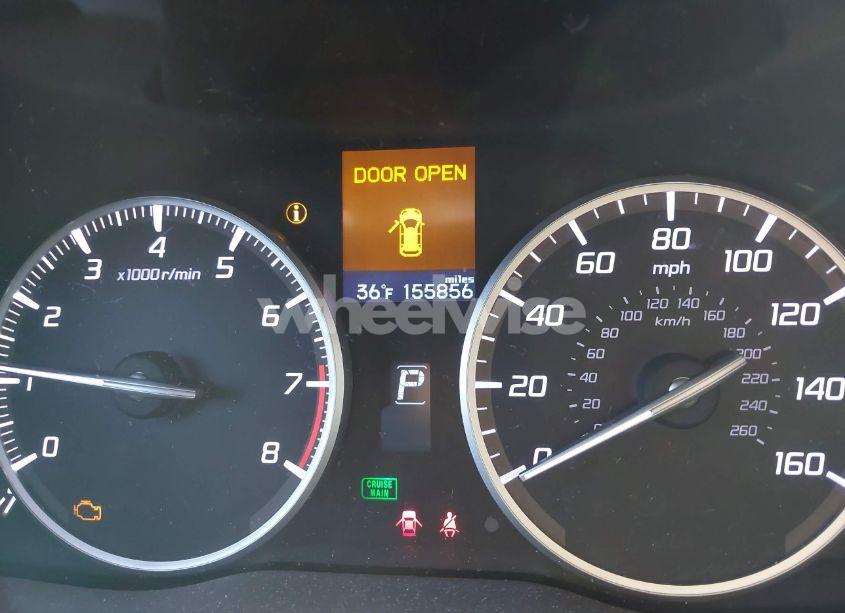 DOOR OPEN
i
miles
36°F 155856
wheelwise
0 1 2 3 4 5 6 7 8
x1000r/min
P
CRUISE
MAIN
0 20 40 60 80 100 120 140 160
mph
0 20 40 60 80 100 120 140 160 180 200 220 240 260
km/h